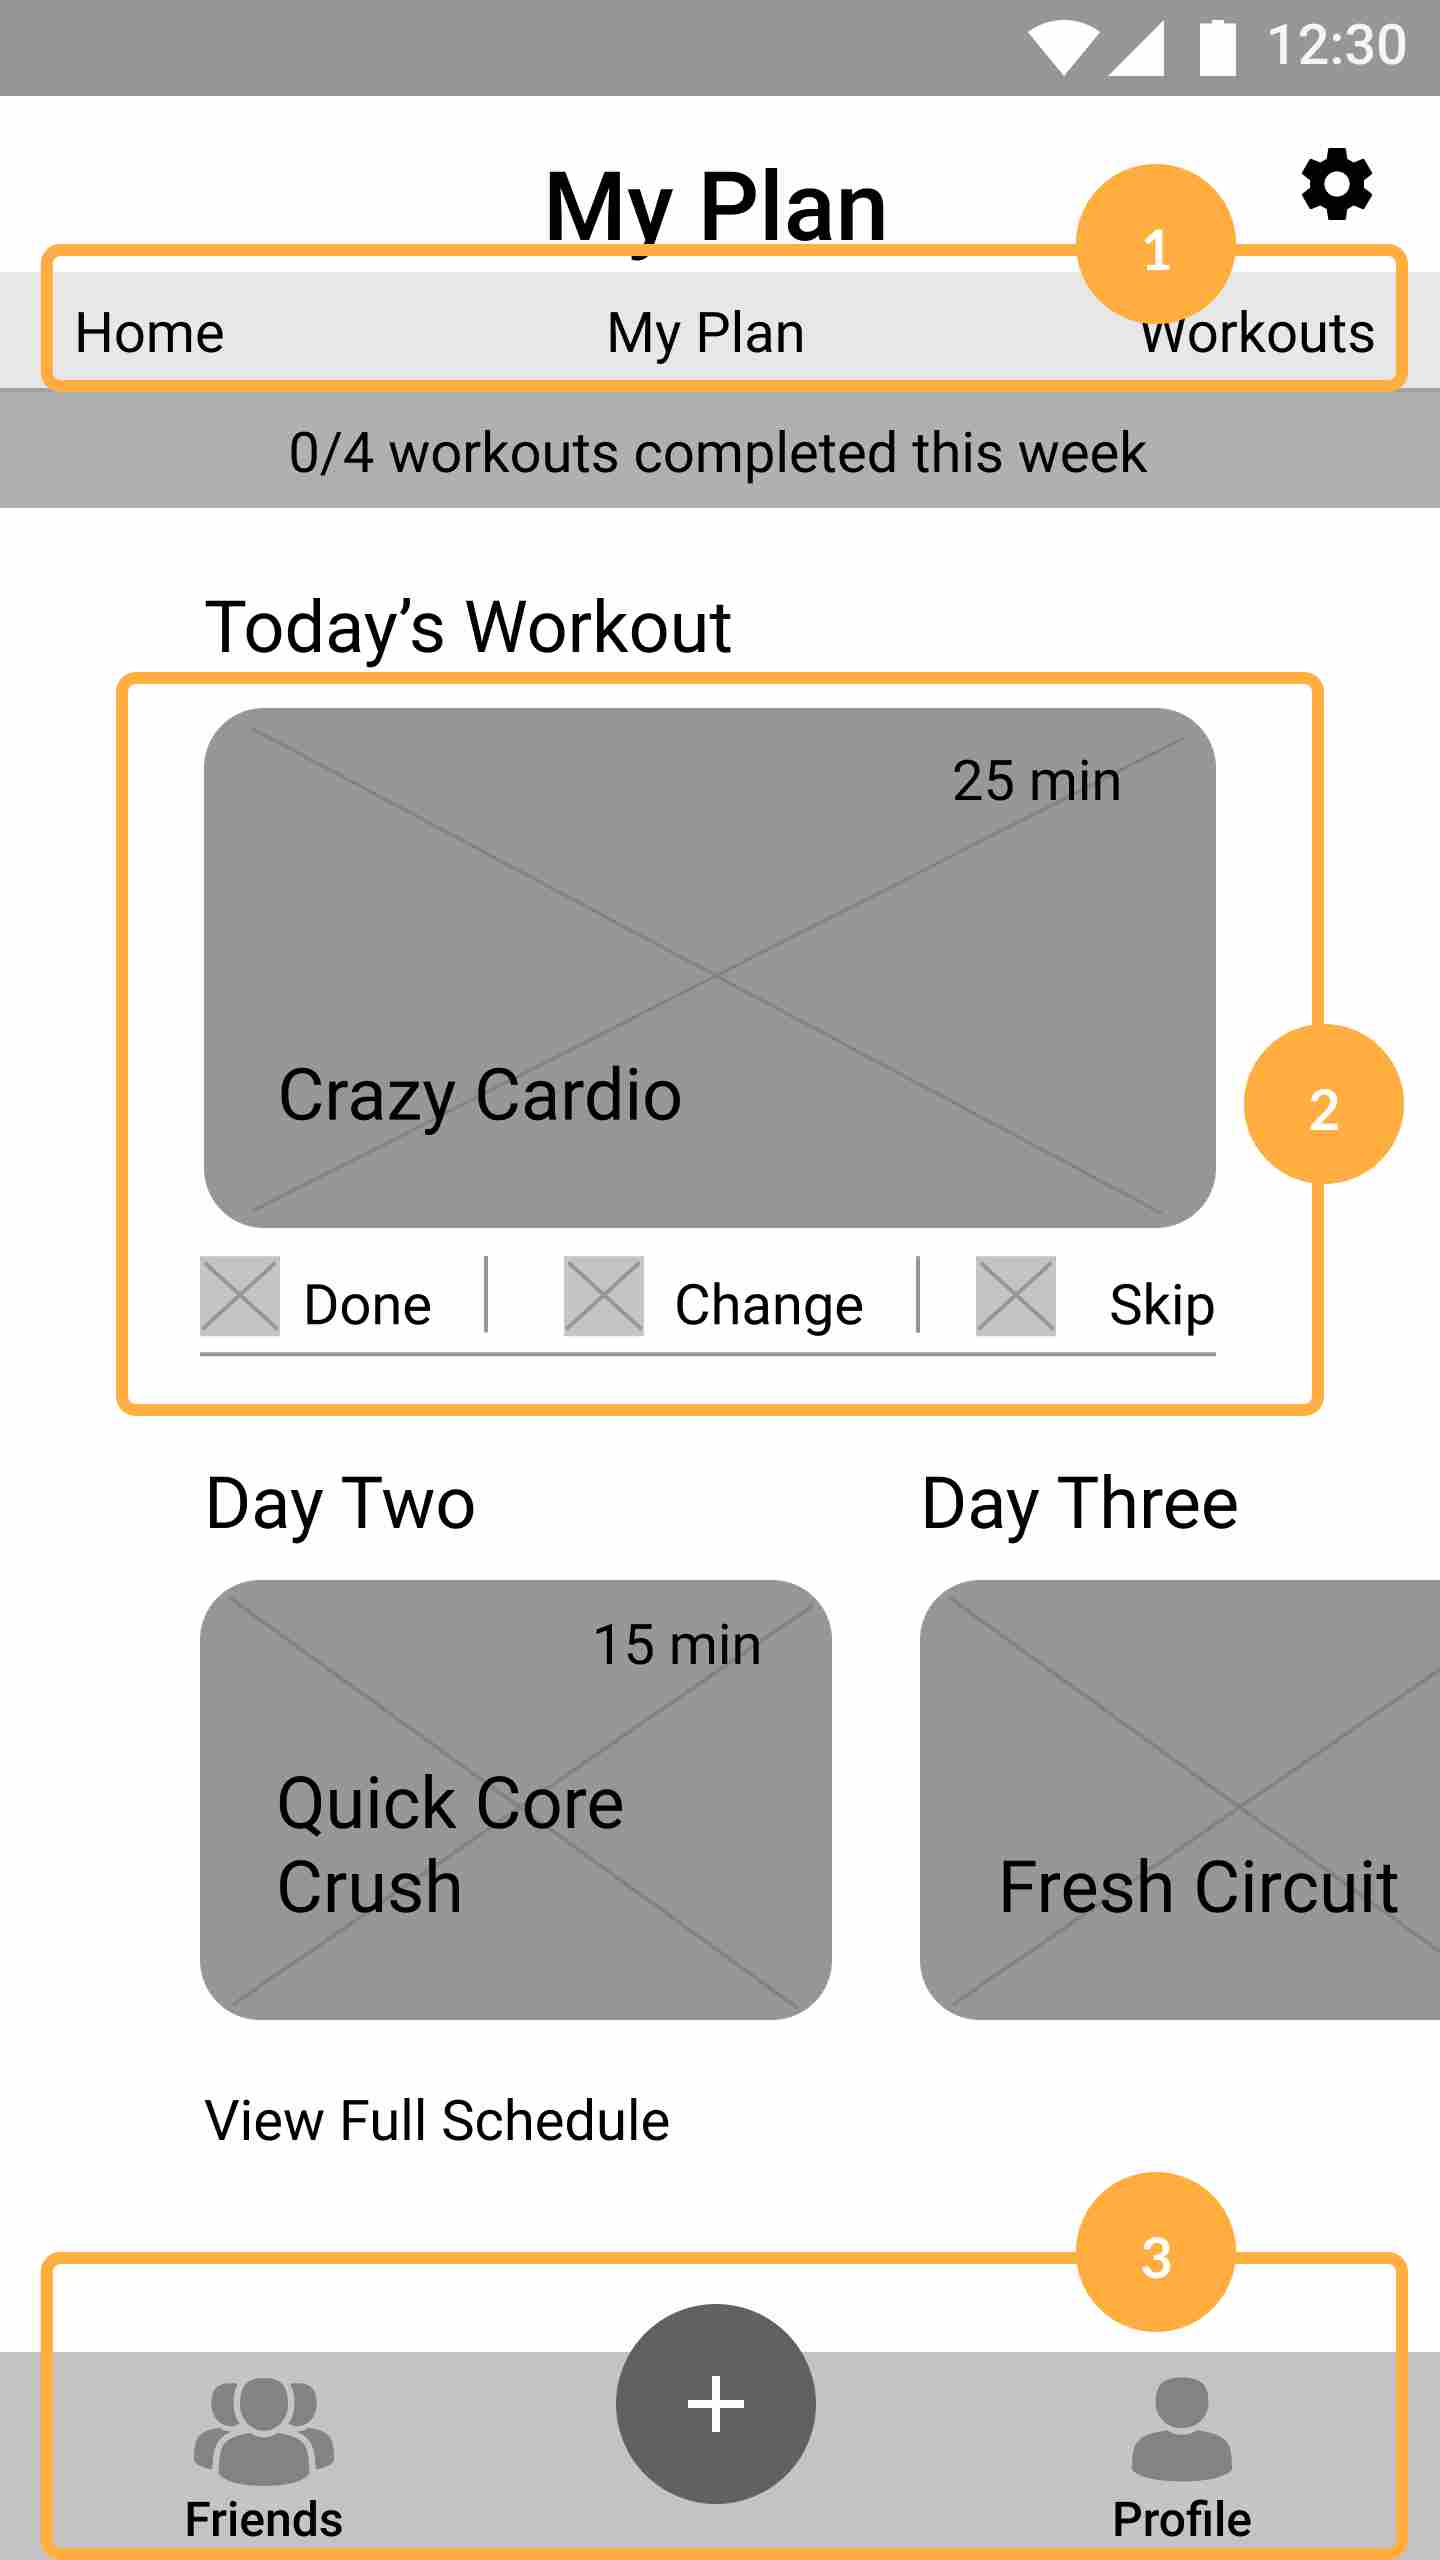 12:30
My Plan
1
Home My Plan Workouts
0/4 workouts completed this week
Today’s Workout
25 min
Crazy Cardio
2
Done Change Skip
Day Two Day Three
15 min
Quick Core
Crush
Fresh Circuit
View Full Schedule
3
+
Friends Profile